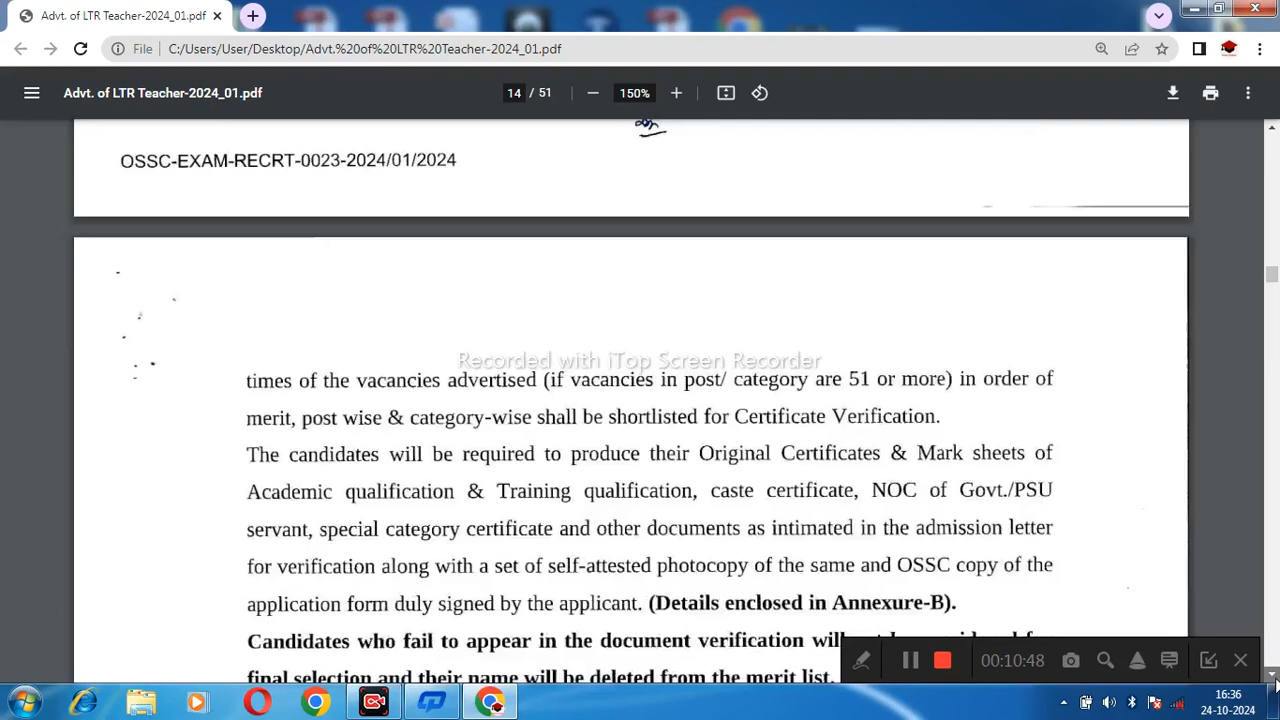 Advt. of LTR Teacher-2024_01.pdf
File C:/Users/User/Desktop/Advt.%20of%20LTR%20Teacher-2024_01.pdf
Advt. of LTR Teacher-2024_01.pdf 14 / 51 150%
OSSC-EXAM-RECRT-0023-2024/01/2024
Recorded with iTop Screen Recorder
times of the vacancies advertised (if vacancies in post/ category are 51 or more) in order of
merit, post wise & category-wise shall be shortlisted for Certificate Verification.
The candidates will be required to produce their Original Certificates & Mark sheets of
Academic qualification & Training qualification, caste certificate, NOC of Govt./PSU
servant, special category certificate and other documents as intimated in the admission letter
for verification along with a set of self-attested photocopy of the same and OSSC copy of the
application form duly signed by the applicant. (Details enclosed in Annexure-B).
Candidates who fail to appear in the document verification
final selection and their name will be deleted from the merit list.
00:10:48
16:36
24-10-2024